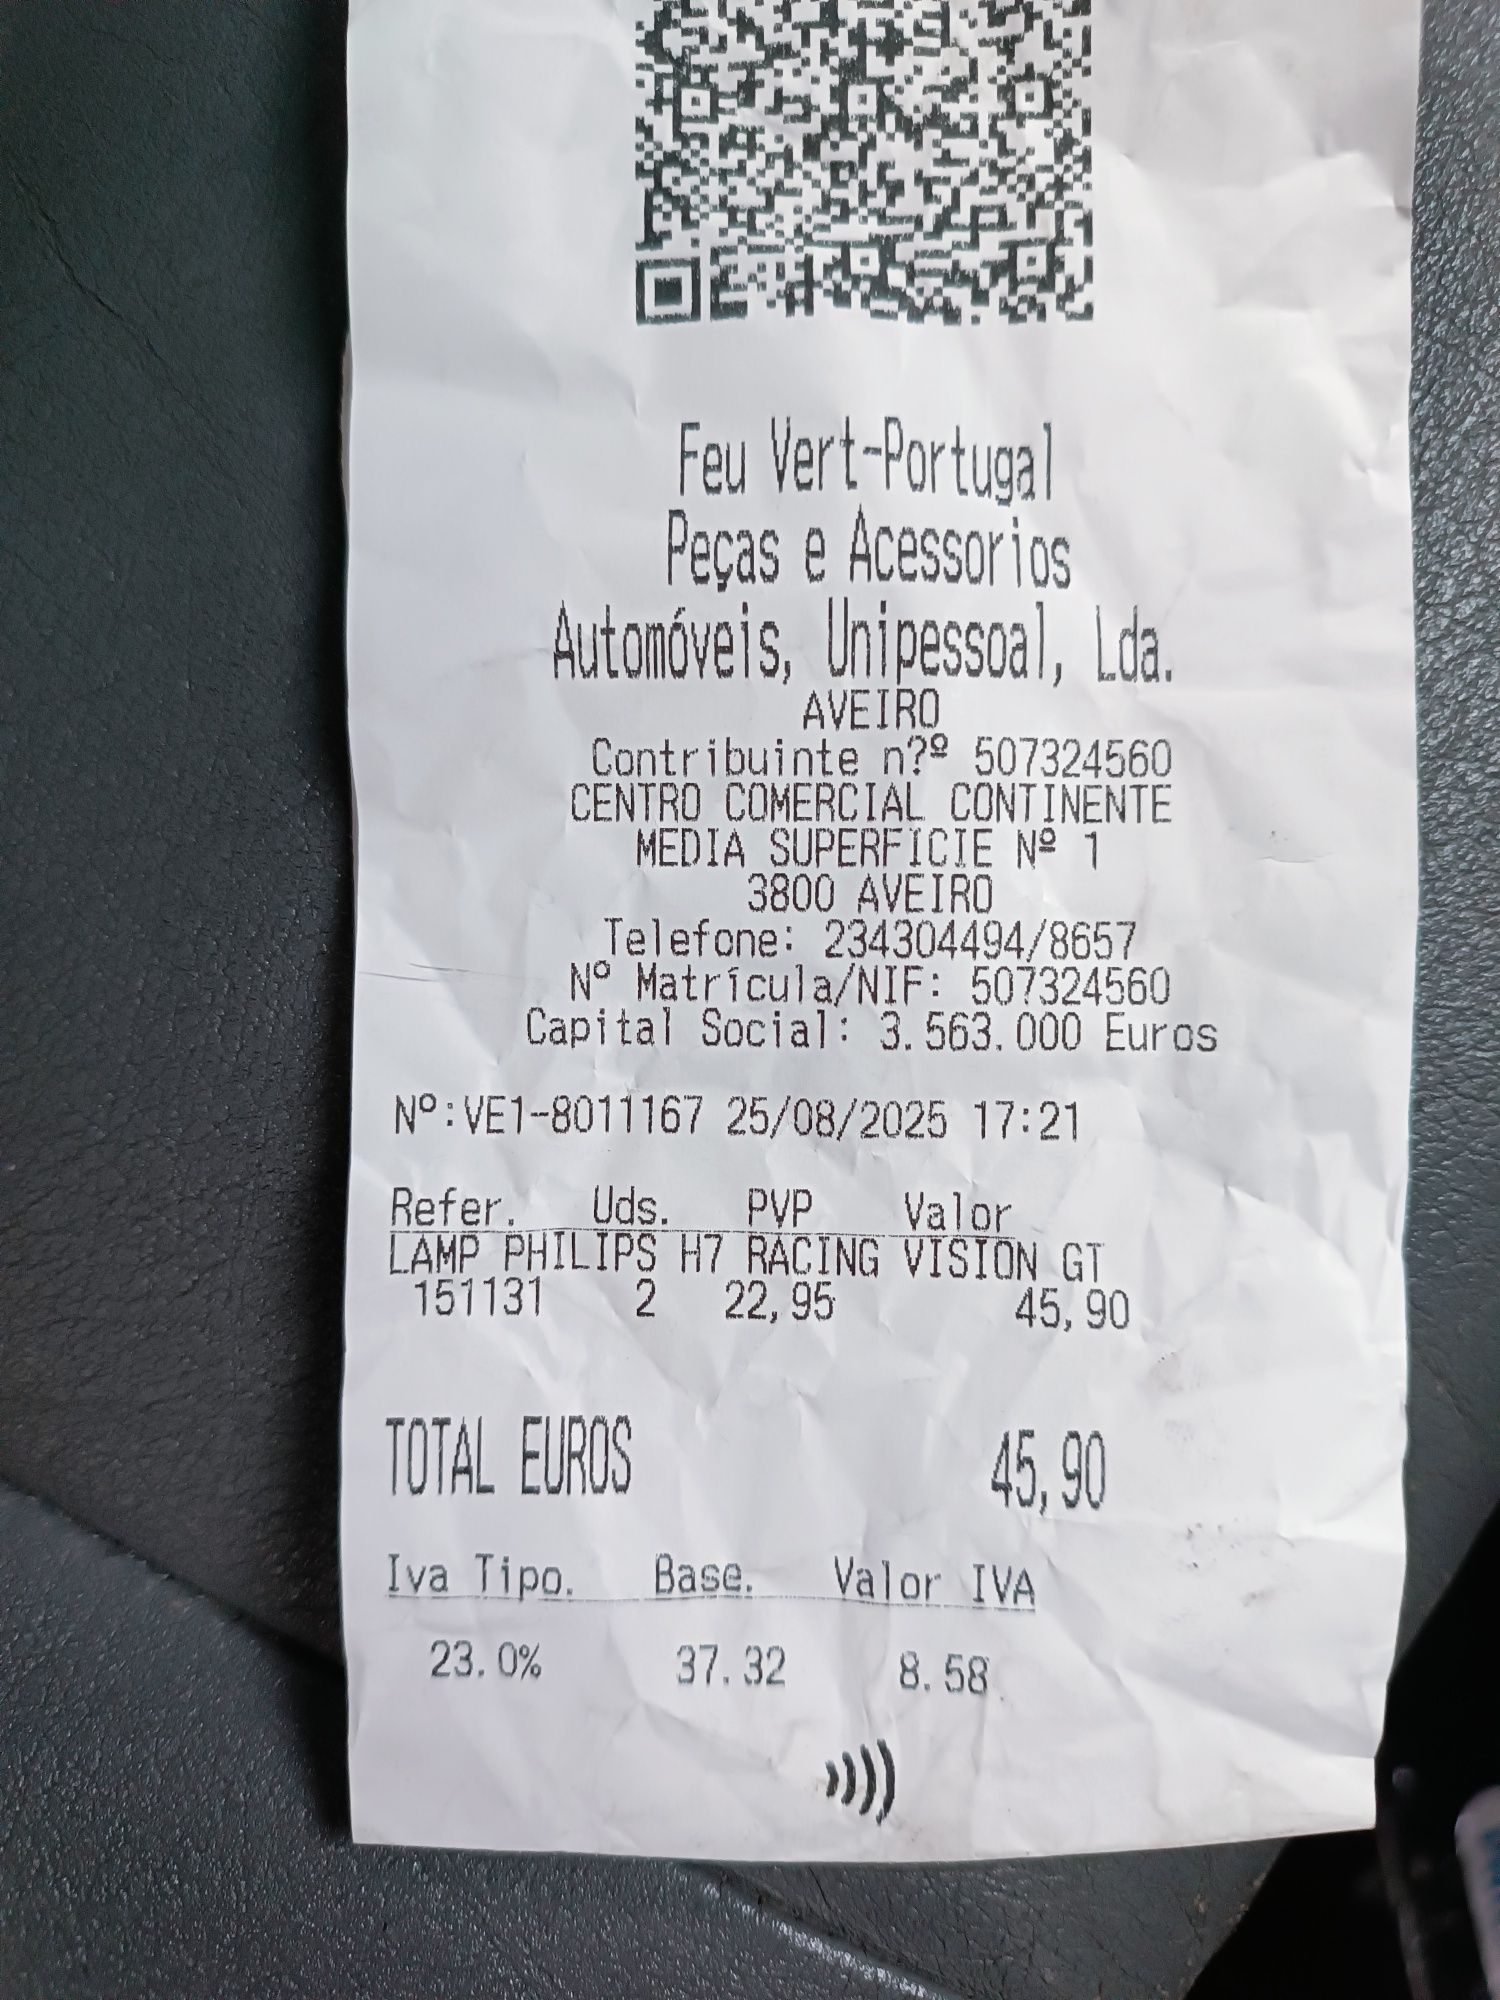 Feu Vert-Portugal
Peças e Acessorios
Automóveis, Unipessoal, Lda.
AVEIRO
Contribuinte n?º 507324560
CENTRO COMERCIAL CONTINENTE
MEDIA SUPERFICIE Nº 1
3800 AVEIRO
Telefone: 234304494/8657
Nº Matrícula/NIF: 507324560
Capital Social: 3.563.000 Euros
Nº:VE1-8011167 25/08/2025 17:21
Refer. Uds. PVP Valor
LAMP PHILIPS H7 RACING VISION GT
151131 2 22,95 45,90
TOTAL EUROS 45,90
Iva Tipo. Base. Valor IVA
23.0% 37.32 8.58